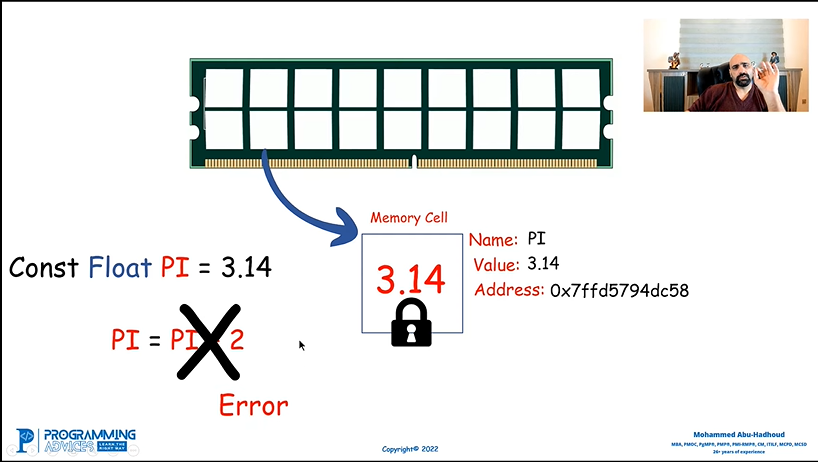 Memory Cell
Name: PI
Value: 3.14
Address: 0x7ffd5794dc58
3.14
Const Float PI = 3.14
PI = PI 2
Error
PROGRAMMING
ADVICES LEARN THE RIGHT WAY
Copyright© 2022
Mohammed Abu-Hadhoud
MBA, PMOC, PgMP®, PMP®, PMI-RMP®, CM, ITILF, MCPD, MCSD
26+ years of experience